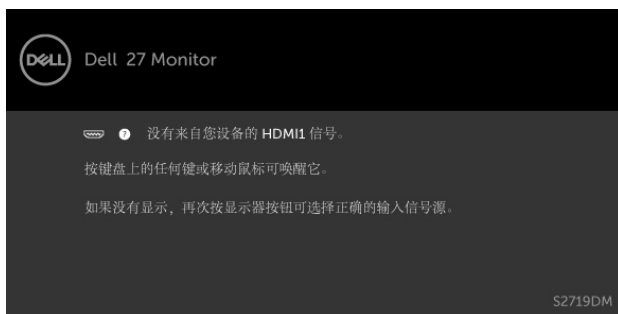 DELL
Dell 27 Monitor
? 没有来自您设备的 HDMI1 信号。
按键盘上的任何键或移动鼠标可唤醒它。
如果没有显示，再次按显示器按钮可选择正确的输入信号源。
S2719DM